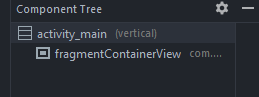 Component Tree
activity_main (vertical)
fragmentContainerView com....